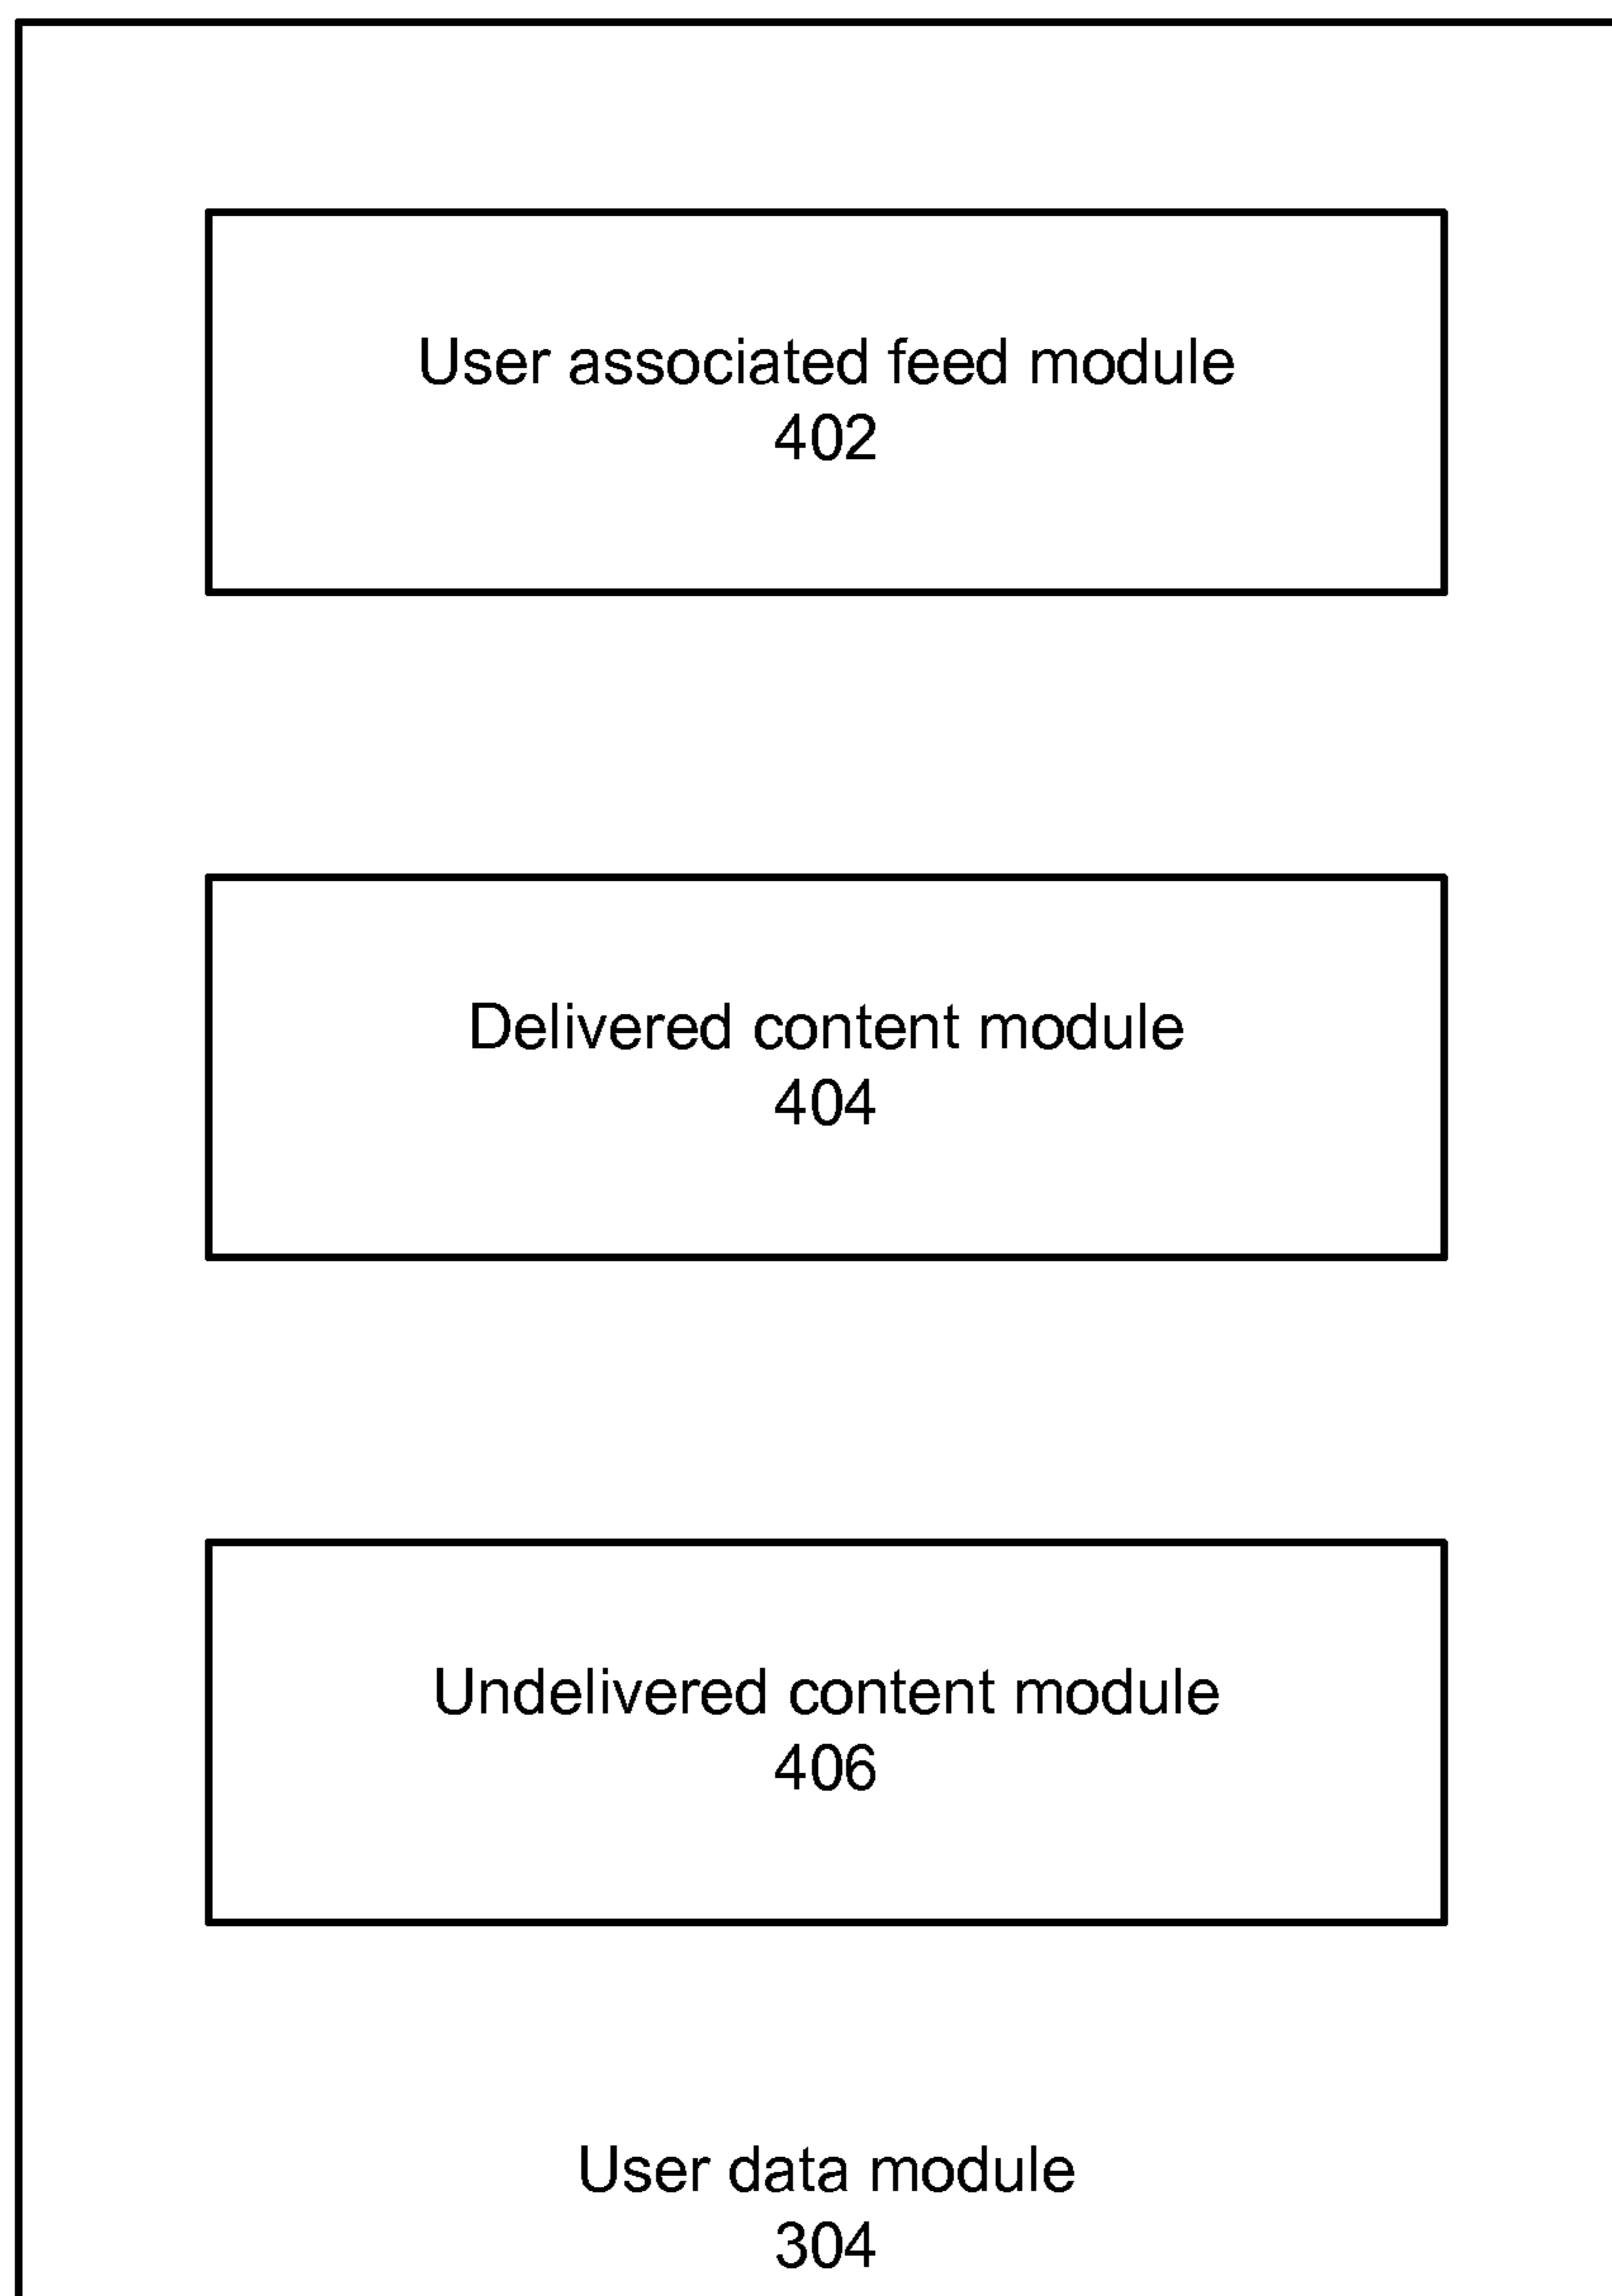 User associated feed module
402
Delivered content module
404
Undelivered content module
406
User data module
304